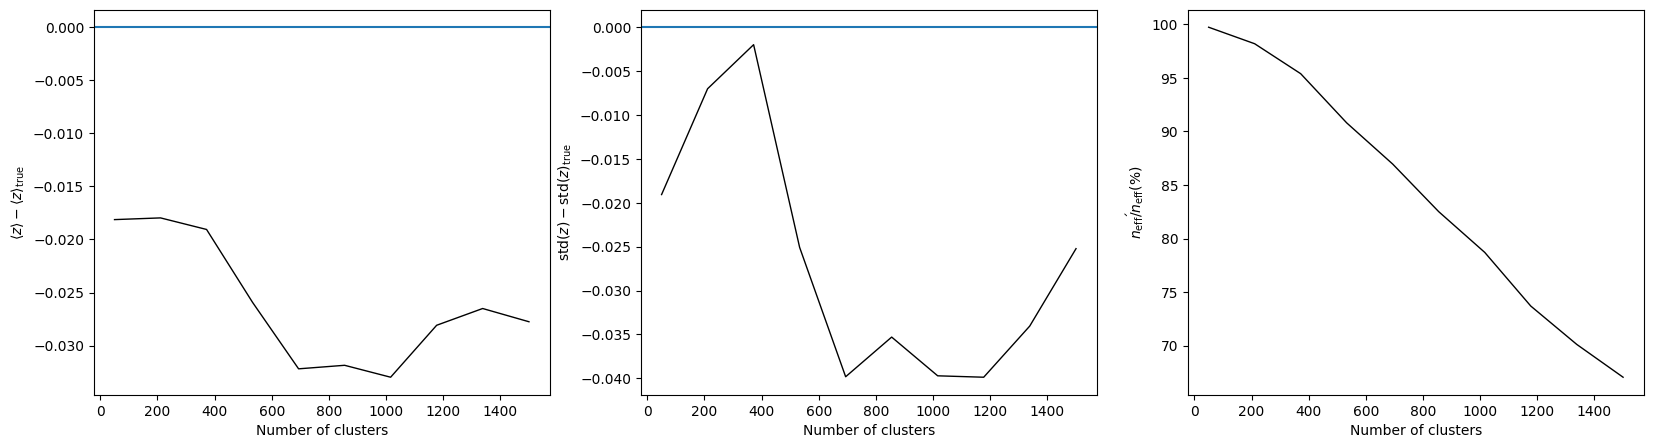 0.000
−0.005
−0.010
−0.015
−0.020
−0.025
−0.030
⟨z⟩ − ⟨z⟩true
0 200 400 600 800 1000 1200 1400
Number of clusters
0.000
−0.005
−0.010
−0.015
−0.020
−0.025
−0.030
−0.035
−0.040
std(z) − std(z)true
0 200 400 600 800 1000 1200 1400
Number of clusters
100
95
90
85
80
75
70
n′eff/neff(%)
0 200 400 600 800 1000 1200 1400
Number of clusters